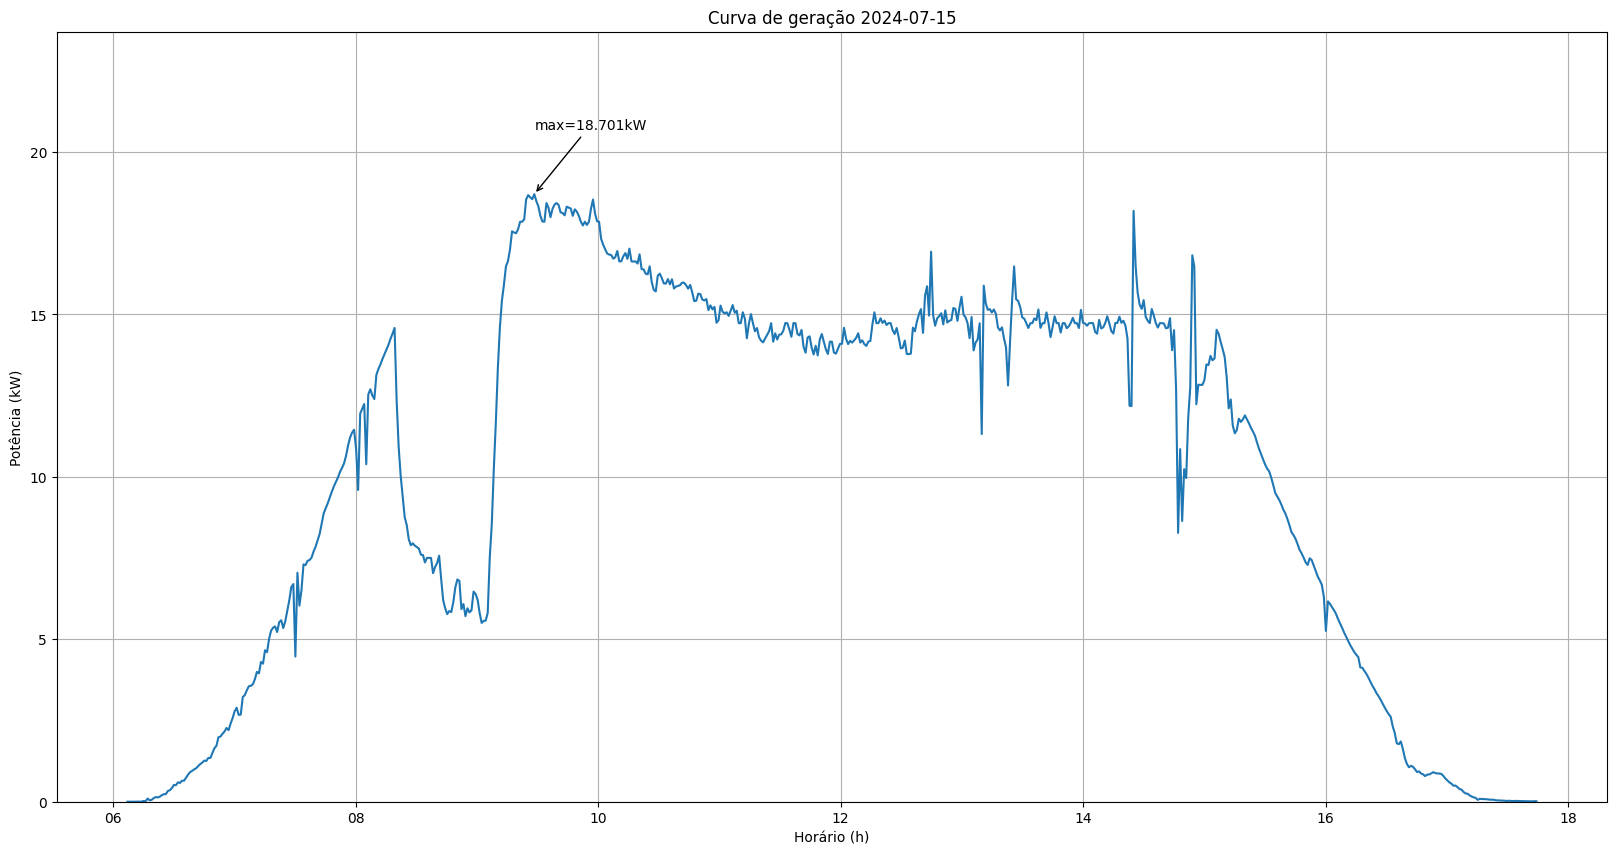 Curva de geração 2024-07-15
max=18.701kW
Potência (kW)
20
15
10
5
0
06 08 10 12 14 16 18
Horário (h)